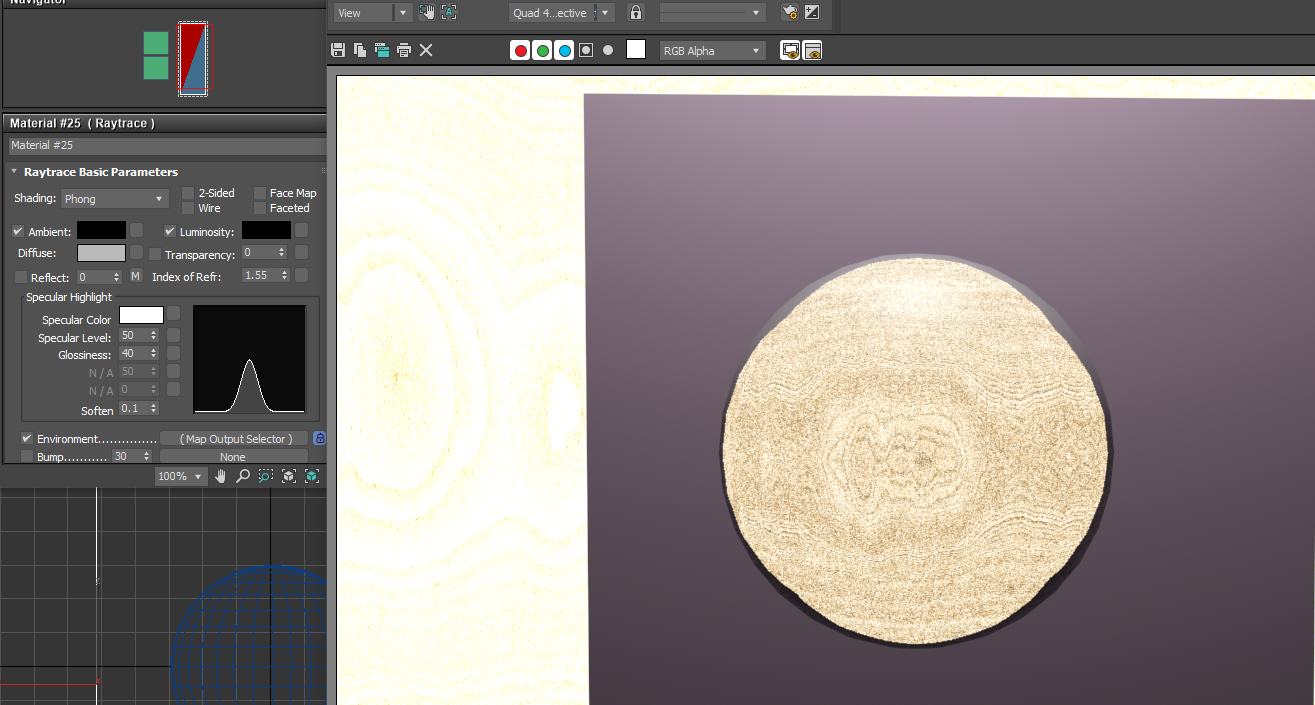 Navigator
View
Quad 4...ective
RGB Alpha
Material #25 ( Raytrace )
Material #25
Raytrace Basic Parameters
Shading: Phong
2-Sided
Face Map
Wire
Faceted
Ambient:
Luminosity:
Diffuse:
Transparency: 0
Reflect: 0
M
Index of Refr: 1.55
Specular Highlight
Specular Color
Specular Level: 50
Glossiness: 40
N / A 50
N / A 0
Soften 0.1
Environment............... ( Map Output Selector )
Bump........... 30 None
100%